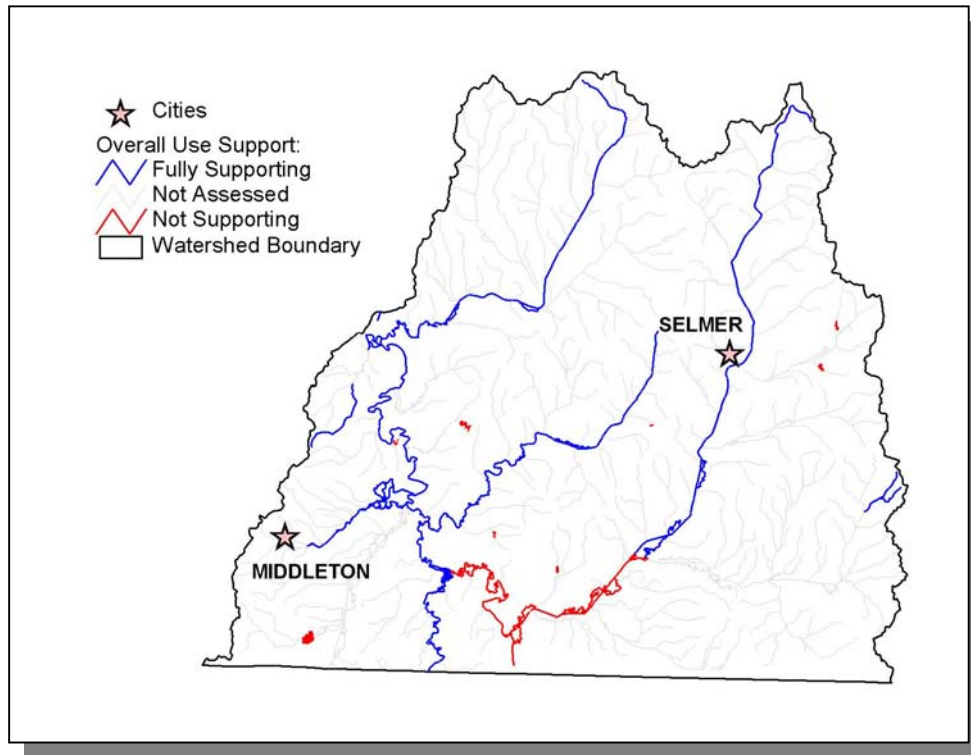 Cities
Overall Use Support:
Fully Supporting
Not Assessed
Not Supporting
Watershed Boundary
SELMER
MIDDLETON